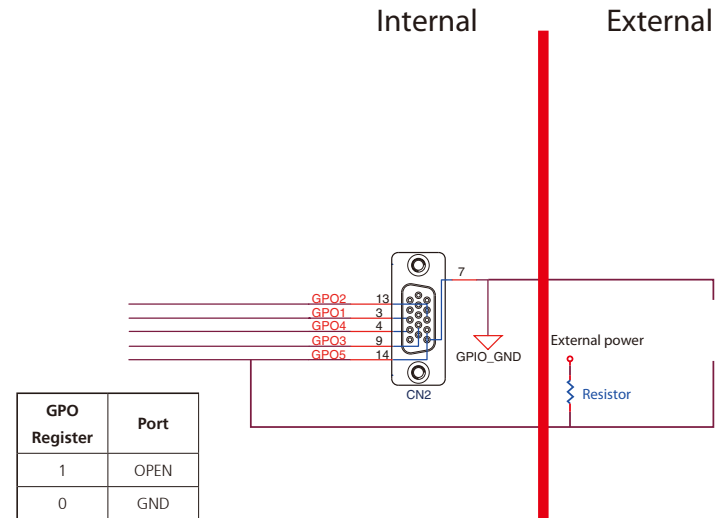 Internal
External
7
GPO2 13
GPO1 3
GPO4 4
GPO3 9
GPO5 14
GPIO_GND
External power
CN2
Resistor
GPO Register
Port
1 OPEN
0 GND